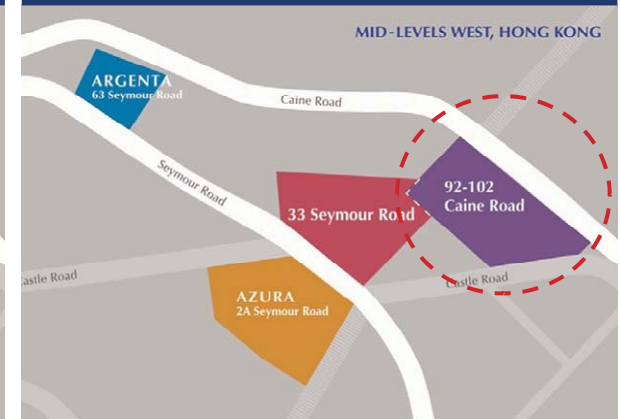 MID-LEVELS WEST, HONG KONG
ARGENTA
63 Seymour Road
Caine Road
Seymour Road
92-102
Caine Road
33 Seymour Road
Castle Road
Castle Road
AZURA
2A Seymour Road